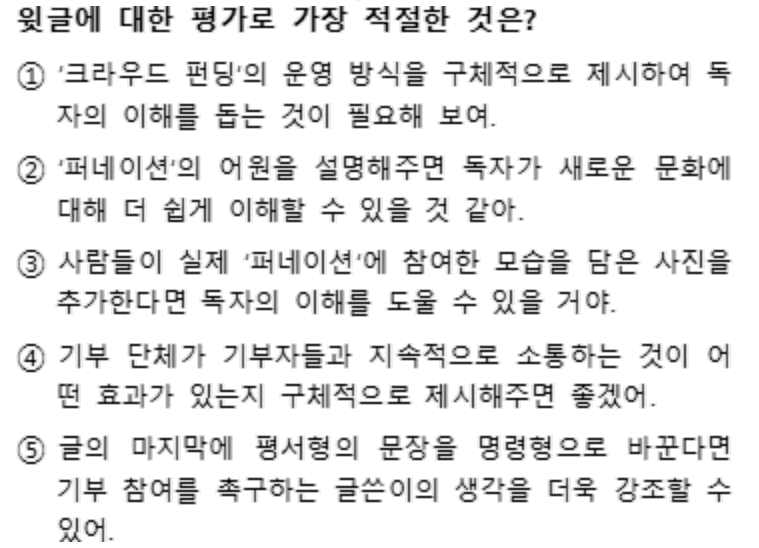 윗글에 대한 평가로 가장 적절한 것은?
① '크라우드 펀딩'의 운영 방식을 구체적으로 제시하여 독
자의 이해를 돕는 것이 필요해 보여.
② '퍼네이션'의 어원을 설명해주면 독자가 새로운 문화에
대해 더 쉽게 이해할 수 있을 것 같아.
③ 사람들이 실제 '퍼네이션'에 참여한 모습을 담은 사진을
추가한다면 독자의 이해를 도울 수 있을 거야.
④ 기부 단체가 기부자들과 지속적으로 소통하는 것이 어
떤 효과가 있는지 구체적으로 제시해주면 좋겠어.
⑤ 글의 마지막에 평서형의 문장을 명령형으로 바꾼다면
기부 참여를 촉구하는 글쓴이의 생각을 더욱 강조할 수
있어.